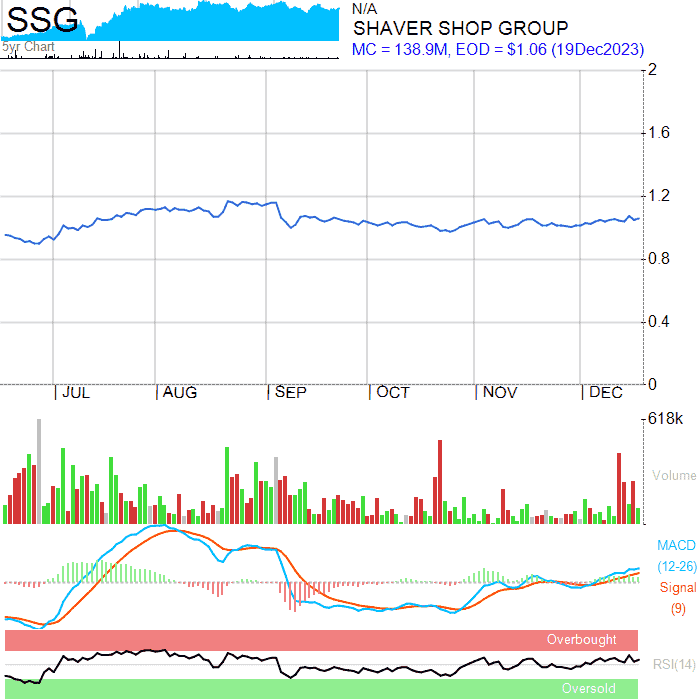 SSG
5yr Chart
N/A
SHAVER SHOP GROUP
MC = 138.9M, EOD = $1.06 (19Dec2023)
2
1.6
1.2
0.8
0.4
0
JUL AUG SEP OCT NOV DEC
618k
Volume
MACD
(12-26)
Signal
(9)
Overbought
RSI(14)
Oversold